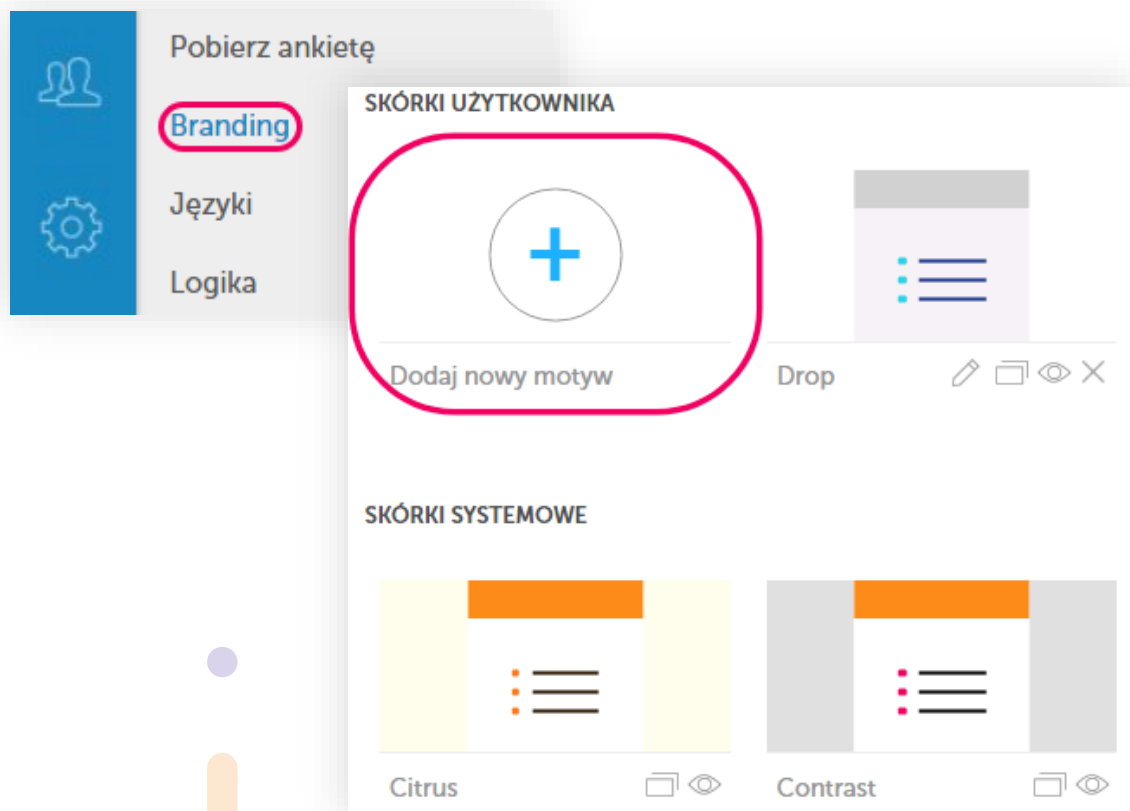 Pobierz ankietę
Branding
Języki
Logika
SKÓRKI UŻYTKOWNIKA
Dodaj nowy motyw
Drop
SKÓRKI SYSTEMOWE
Citrus
Contrast